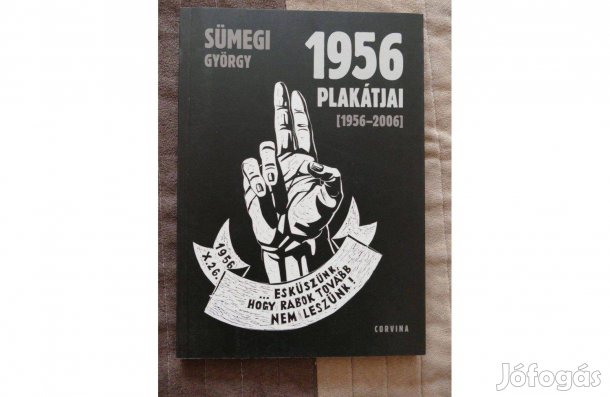 SÜMEGI
GYÖRGY
1956
PLAKÁTJAI
[1956–2006]
1956
X.26.
... ESKÜSZÜNK,
HOGY RABOK TOVÁBB
NEM LESZÜNK!
CORVINA
Jófogás